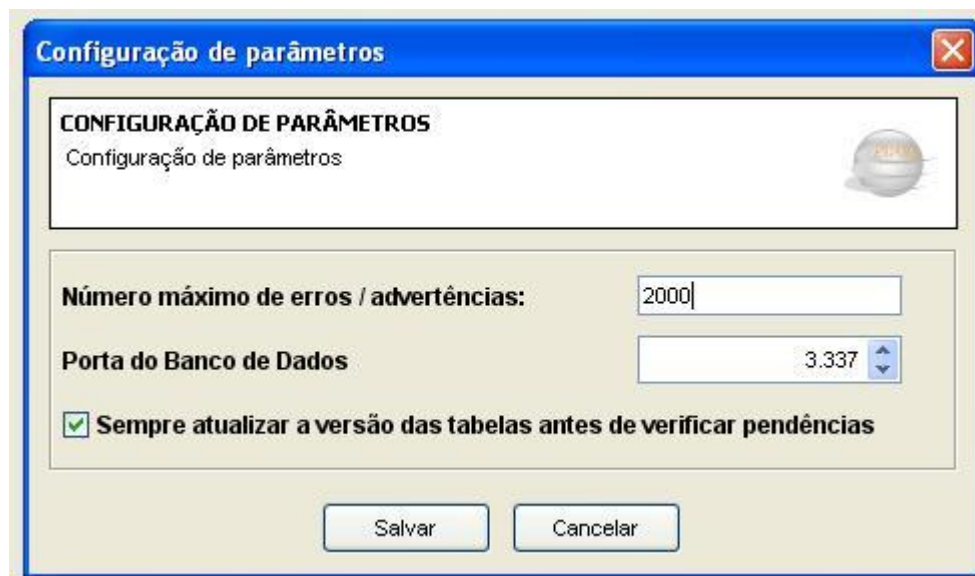 Configuração de parâmetros
CONFIGURAÇÃO DE PARÂMETROS
Configuração de parâmetros
Número máximo de erros / advertências: 2000
Porta do Banco de Dados 3.337
Sempre atualizar a versão das tabelas antes de verificar pendências
Salvar Cancelar